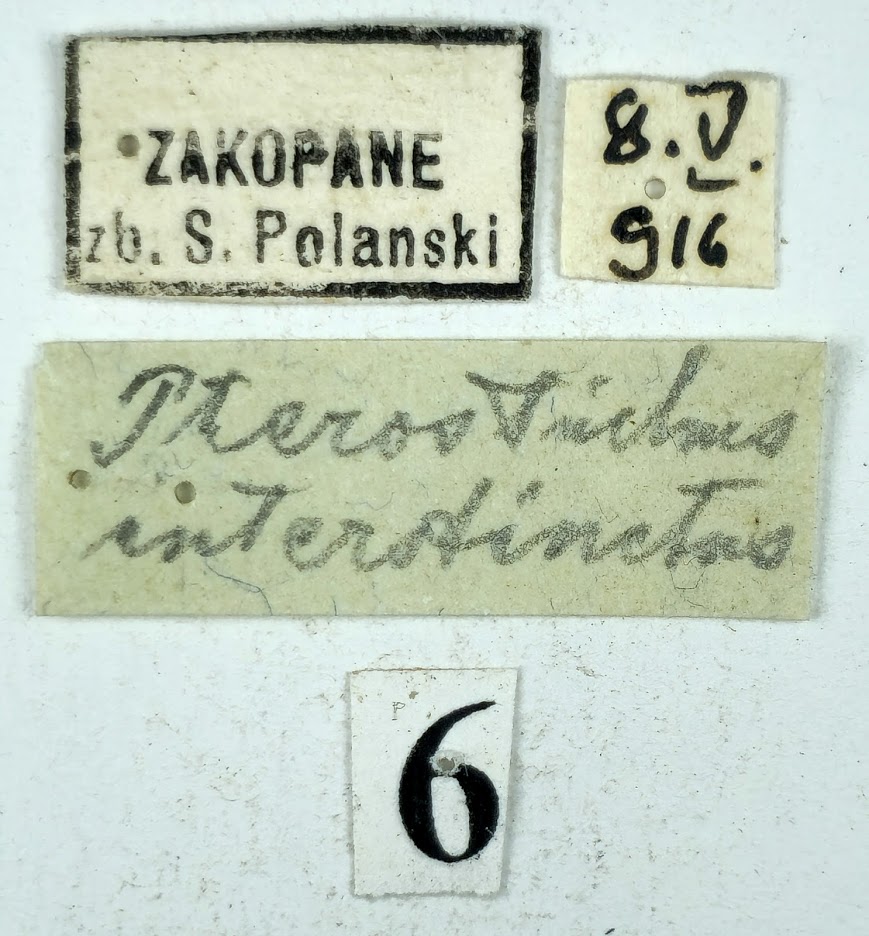 ZAKOPANE
zb. S. Polanski
8. V.
916
Pterostichus
interstinctus
P
6